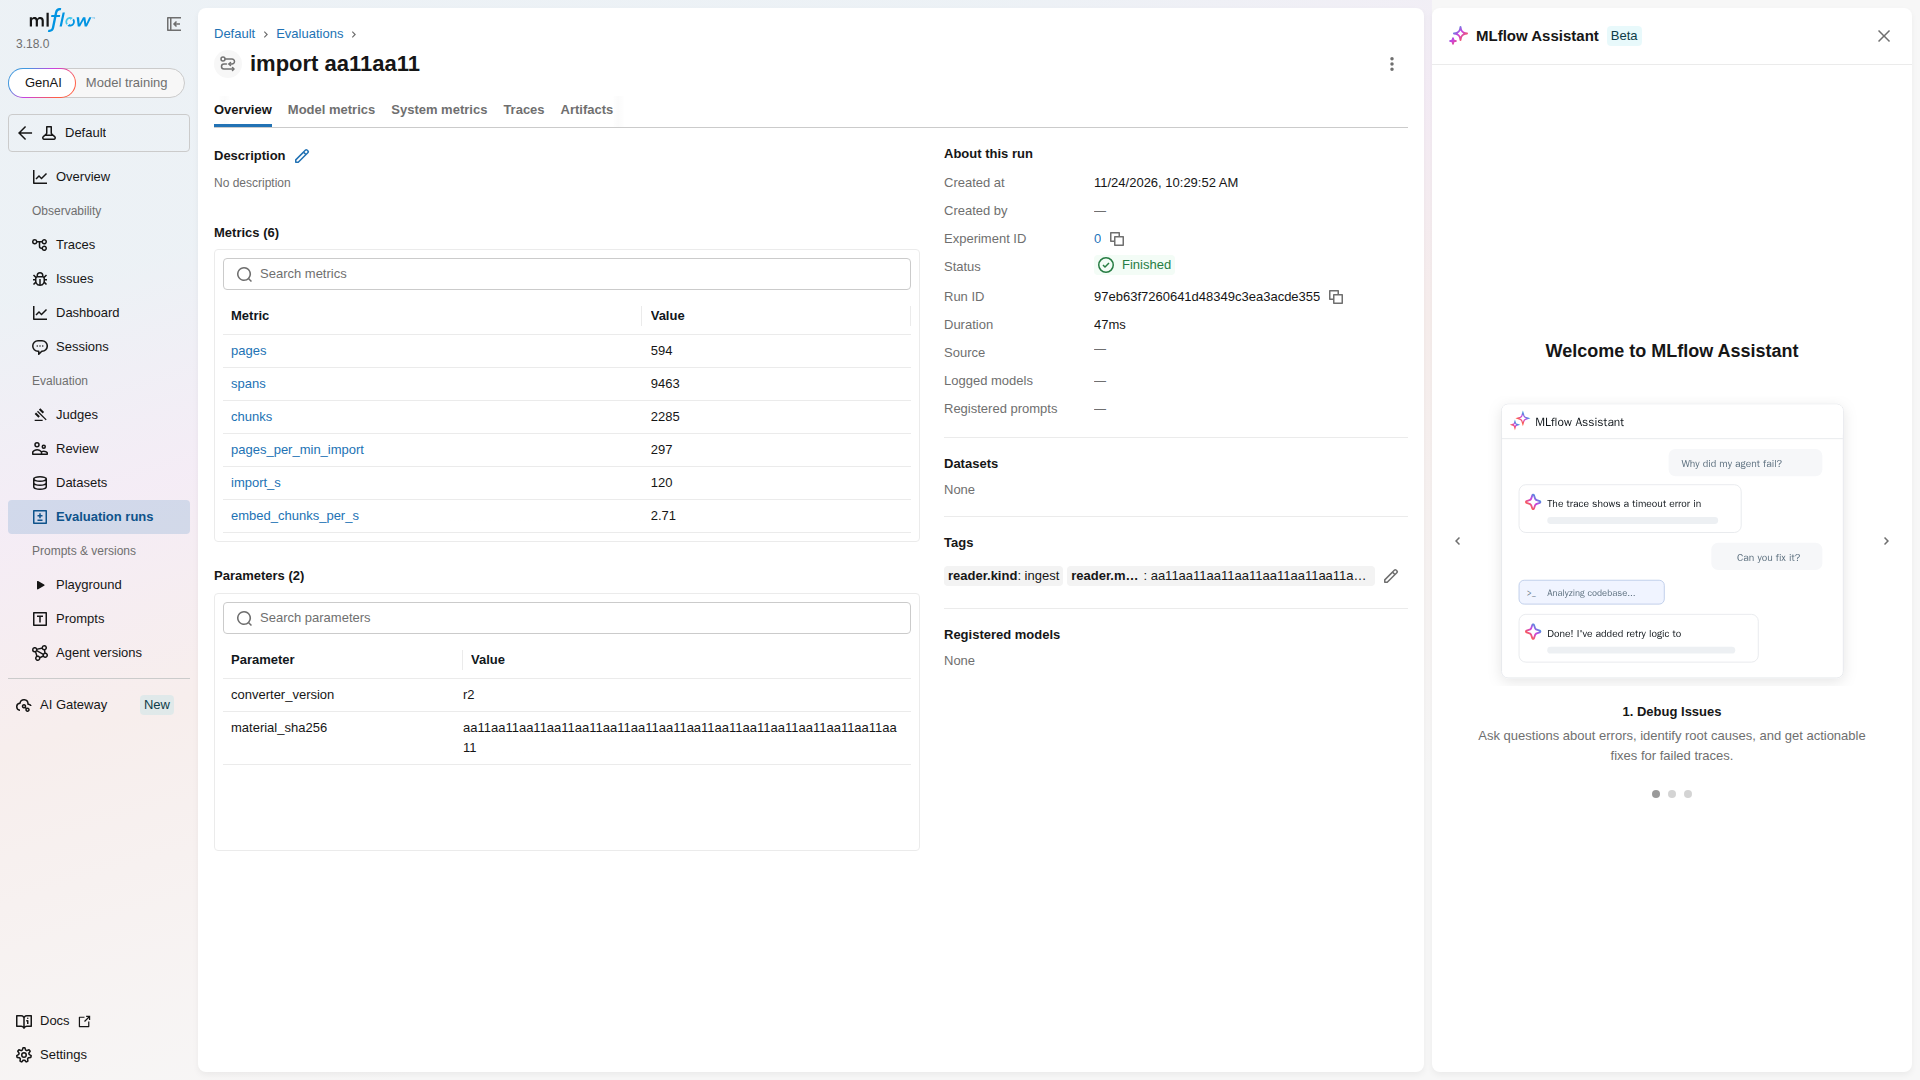 mlflow
3.18.0
GenAI Model training
Default
Overview
Observability
Traces
Issues
Dashboard
Sessions
Evaluation
Judges
Review
Datasets
Evaluation runs
Prompts & versions
Playground
Prompts
Agent versions
AI Gateway New
Docs
Settings
Default › Evaluations ›
import aa11aa11
Overview Model metrics System metrics Traces Artifacts
Description
No description
Metrics (6)
Search metrics
Metric Value
pages 594
spans 9463
chunks 2285
pages_per_min_import 297
import_s 120
embed_chunks_per_s 2.71
Parameters (2)
Search parameters
Parameter Value
converter_version r2
material_sha256 aa11aa11aa11aa11aa11aa11aa11aa11aa11aa11aa11aa11aa11aa11aa11aa
11
About this run
Created at 11/24/2026, 10:29:52 AM
Created by —
Experiment ID 0
Status Finished
Run ID 97eb63f7260641d48349c3ea3acde355
Duration 47ms
Source —
Logged models —
Registered prompts —
Datasets
None
Tags
reader.kind: ingest reader.m... : aa11aa11aa11aa11aa11aa11aa11a...
Registered models
None
MLflow Assistant Beta
Welcome to MLflow Assistant
MLflow Assistant
Why did my agent fail?
The trace shows a timeout error in
Can you fix it?
>_ Analyzing codebase...
Done! I've added retry logic to
1. Debug Issues
Ask questions about errors, identify root causes, and get actionable
fixes for failed traces.